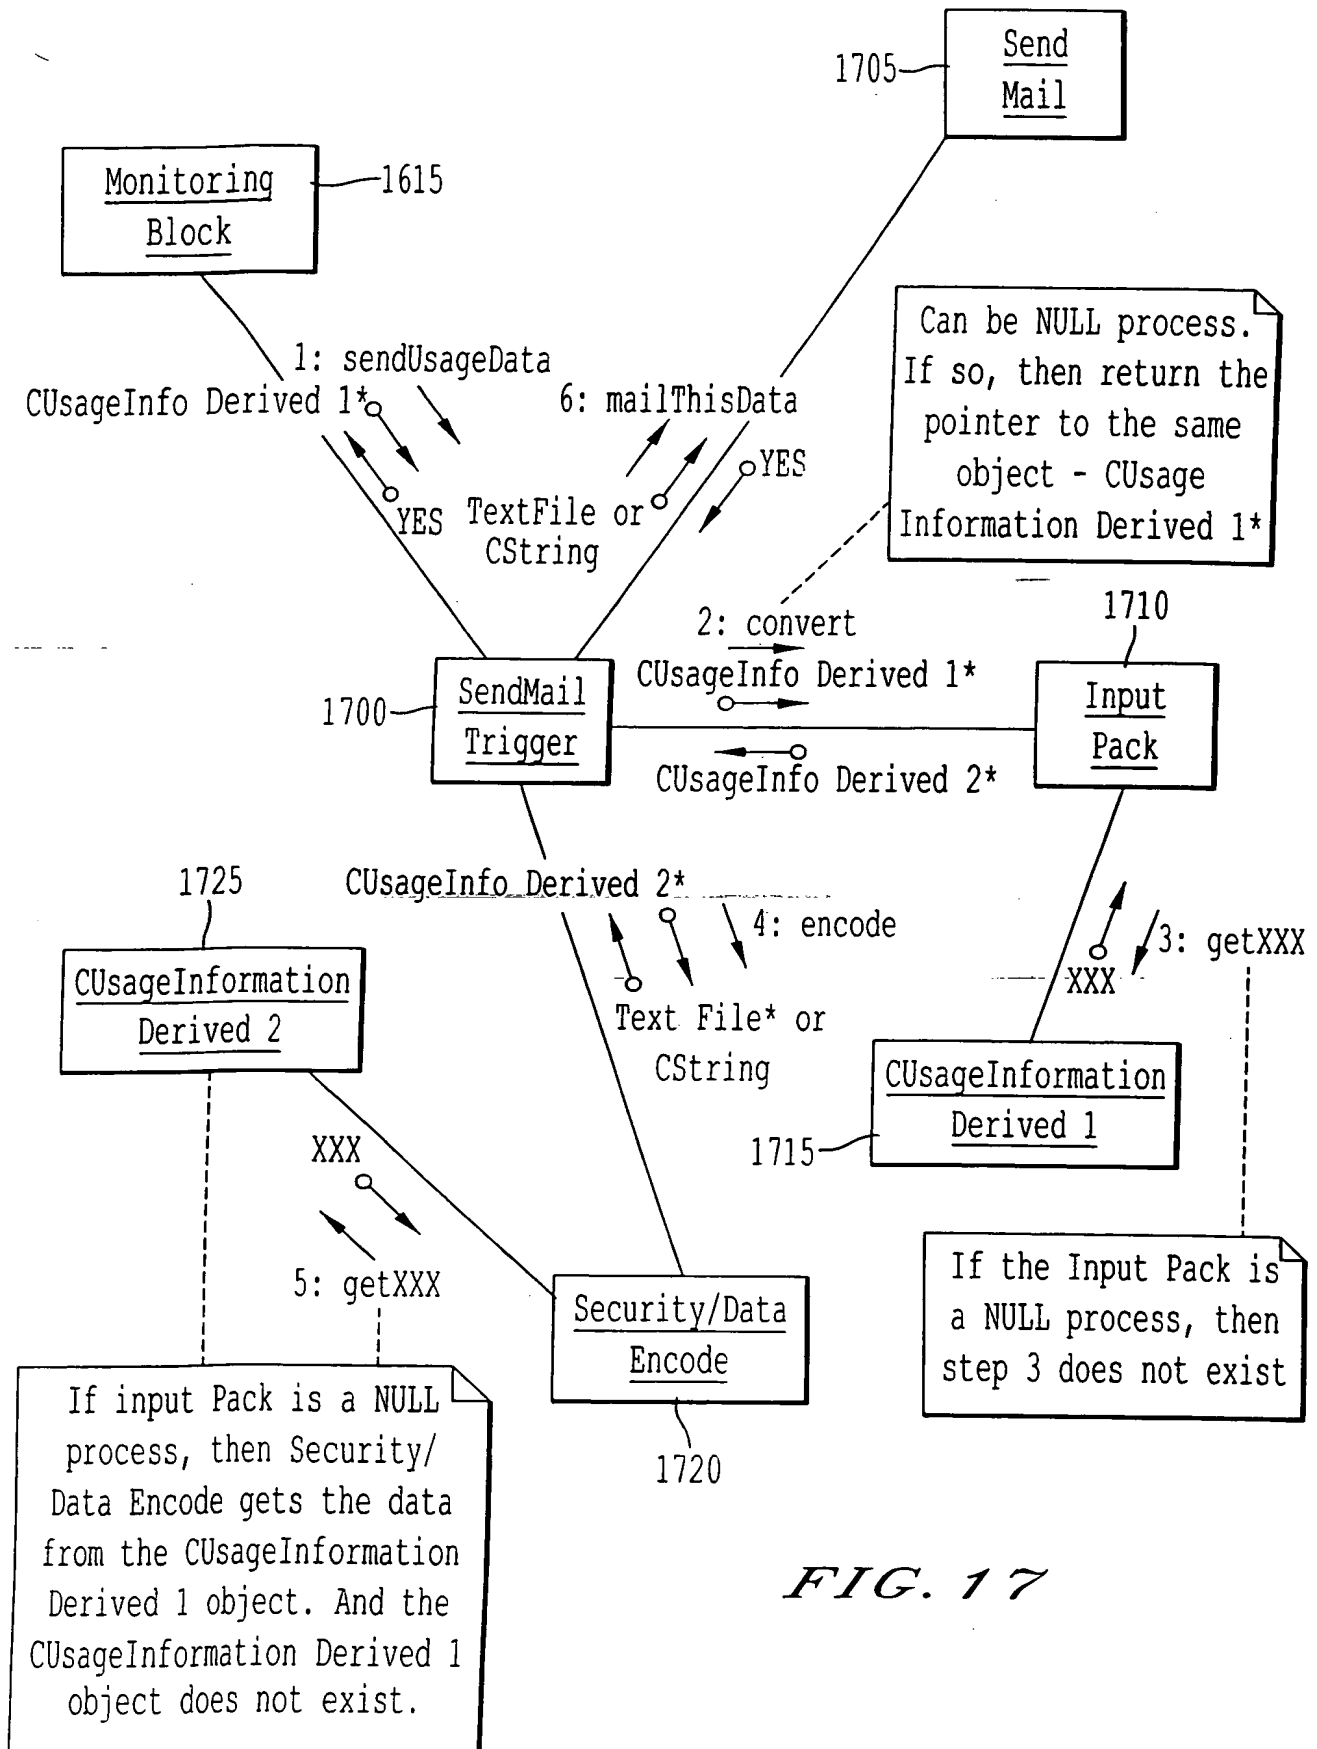 Send
Mail
1705
Monitoring
Block
1615
Can be NULL process.
If so, then return the
pointer to the same
object - CUsage
Information Derived 1*
1: sendUsageData
CUsageInfo Derived 1*
YES
6: mailThisData
YES
TextFile or
CString
2: convert
CUsageInfo Derived 1*
1710
SendMail
Trigger
1700
Input
Pack
CUsageInfo Derived 2*
1725
CUsageInfo Derived 2*
4: encode
3: getXXX
XXX
CUsageInformation
Derived 2
Text File* or
CString
CUsageInformation
Derived 1
1715
XXX
5: getXXX
Security/Data
Encode
1720
If the Input Pack is
a NULL process, then
step 3 does not exist
If input Pack is a NULL
process, then Security/
Data Encode gets the data
from the CUsageInformation
Derived 1 object. And the
CUsageInformation Derived 1
object does not exist.
FIG. 17